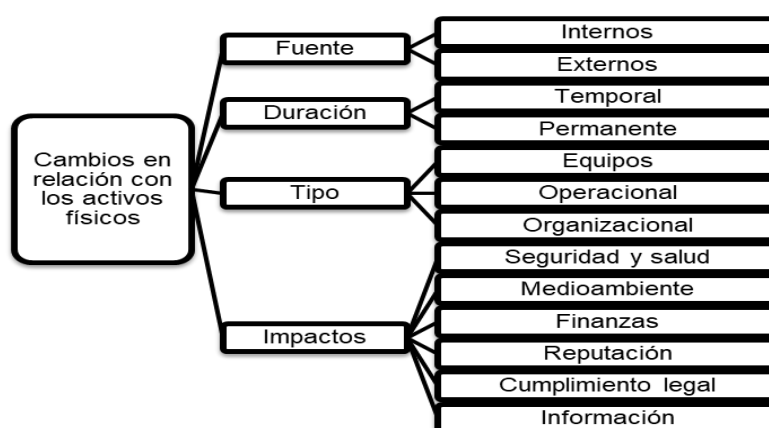 Cambios en
relación con
los activos
físicos
Fuente
Internos
Externos
Duración
Temporal
Permanente
Tipo
Equipos
Operacional
Organizacional
Impactos
Seguridad y salud
Medioambiente
Finanzas
Reputación
Cumplimiento legal
Información